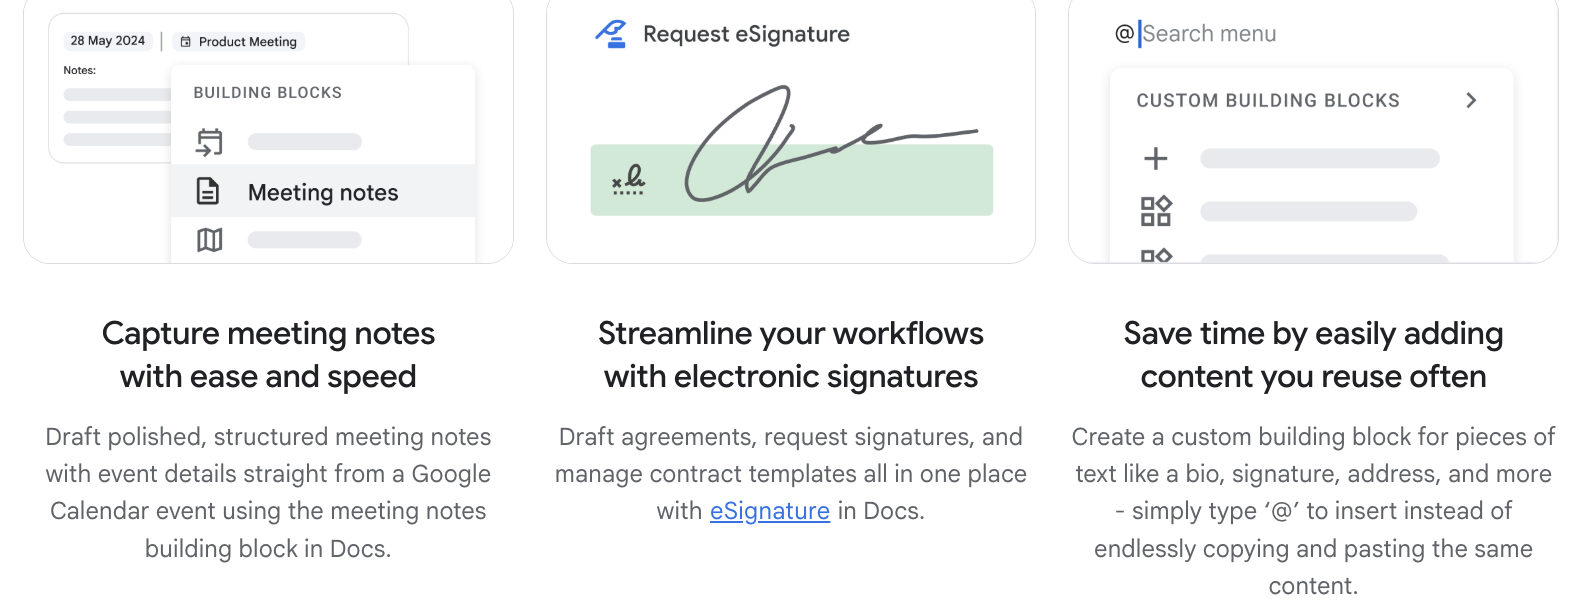 28 May 2024 | Product Meeting
Notes:
BUILDING BLOCKS
Meeting notes
Capture meeting notes
with ease and speed
Draft polished, structured meeting notes
with event details straight from a Google
Calendar event using the meeting notes
building block in Docs.
Request eSignature
Streamline your workflows
with electronic signatures
Draft agreements, request signatures, and
manage contract templates all in one place
with eSignature in Docs.
@ Search menu
CUSTOM BUILDING BLOCKS
Save time by easily adding
content you reuse often
Create a custom building block for pieces of
text like a bio, signature, address, and more
- simply type ‘@’ to insert instead of
endlessly copying and pasting the same
content.